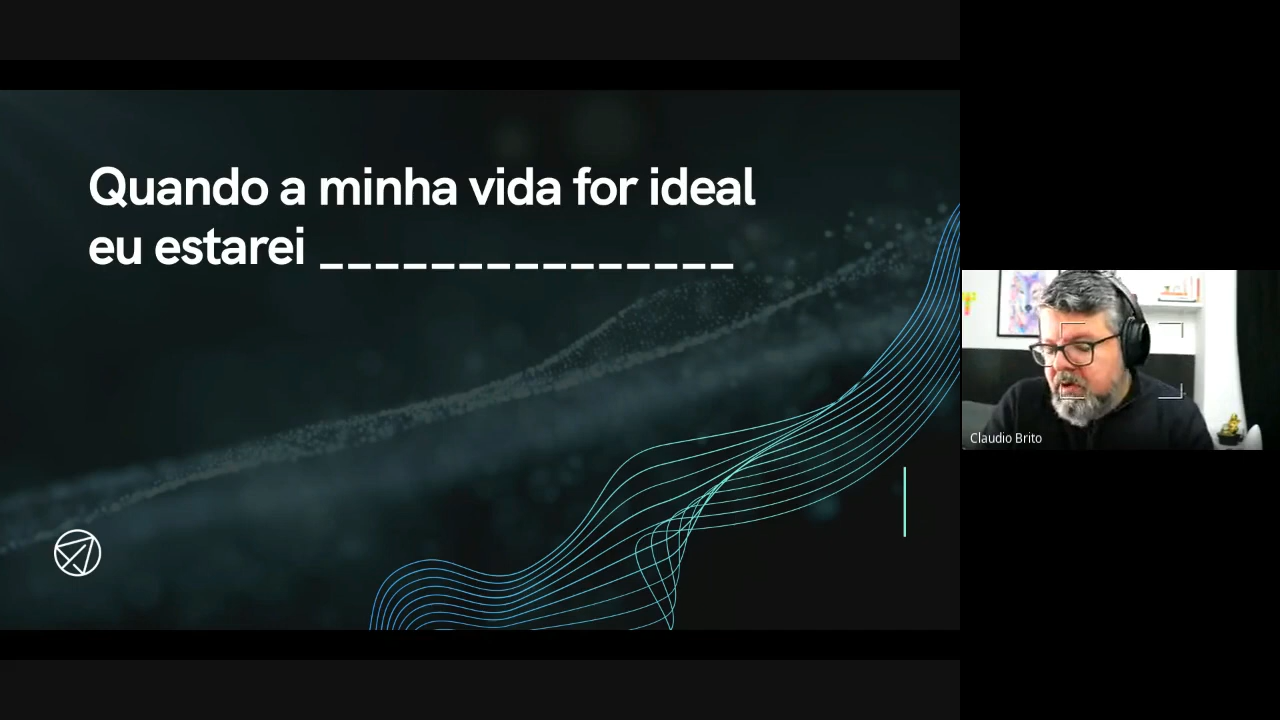 Quando a minha vida for ideal
eu estarei _______________
Claudio Brito